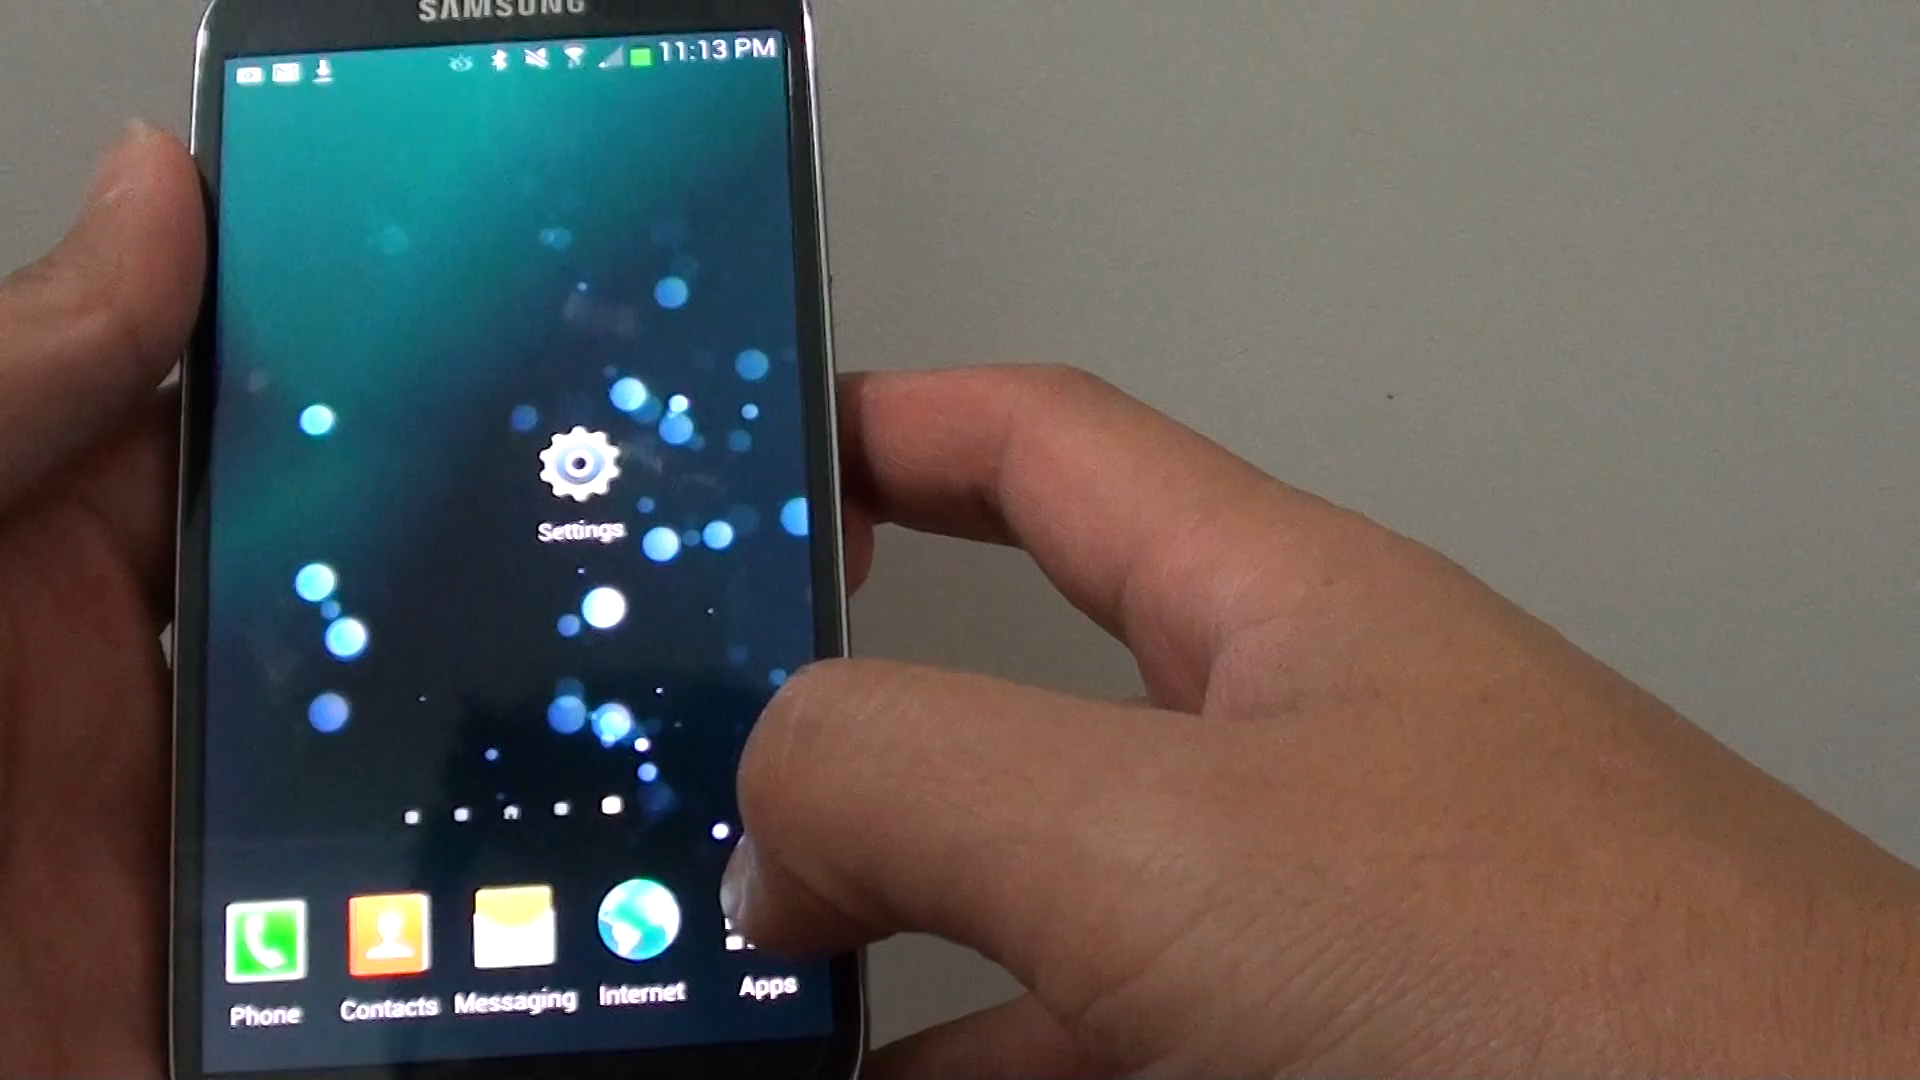 SAMSUNG
11:13 PM
Settings
Phone
Contacts
Messaging
Internet
Apps